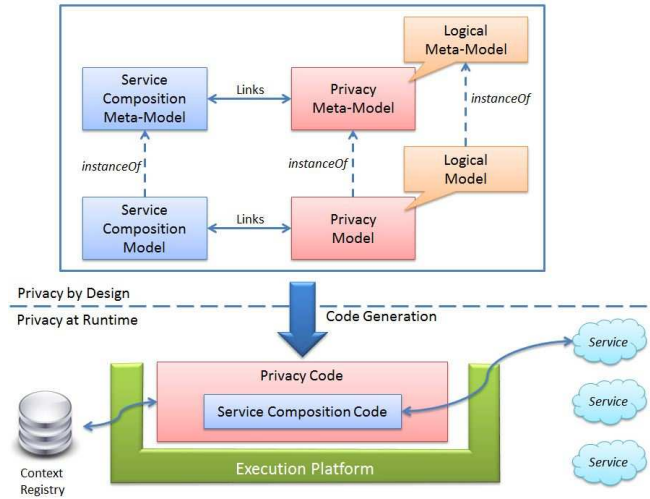 Logical
Meta-Model
Service
Composition
Meta-Model
Links
Privacy
Meta-Model
instanceOf
instanceOf
instanceOf
Logical
Model
Service
Composition
Model
Links
Privacy
Model
Privacy by Design
Privacy at Runtime
Code Generation
Service
Privacy Code
Service Composition Code
Service
Execution Platform
Service
Context
Registry